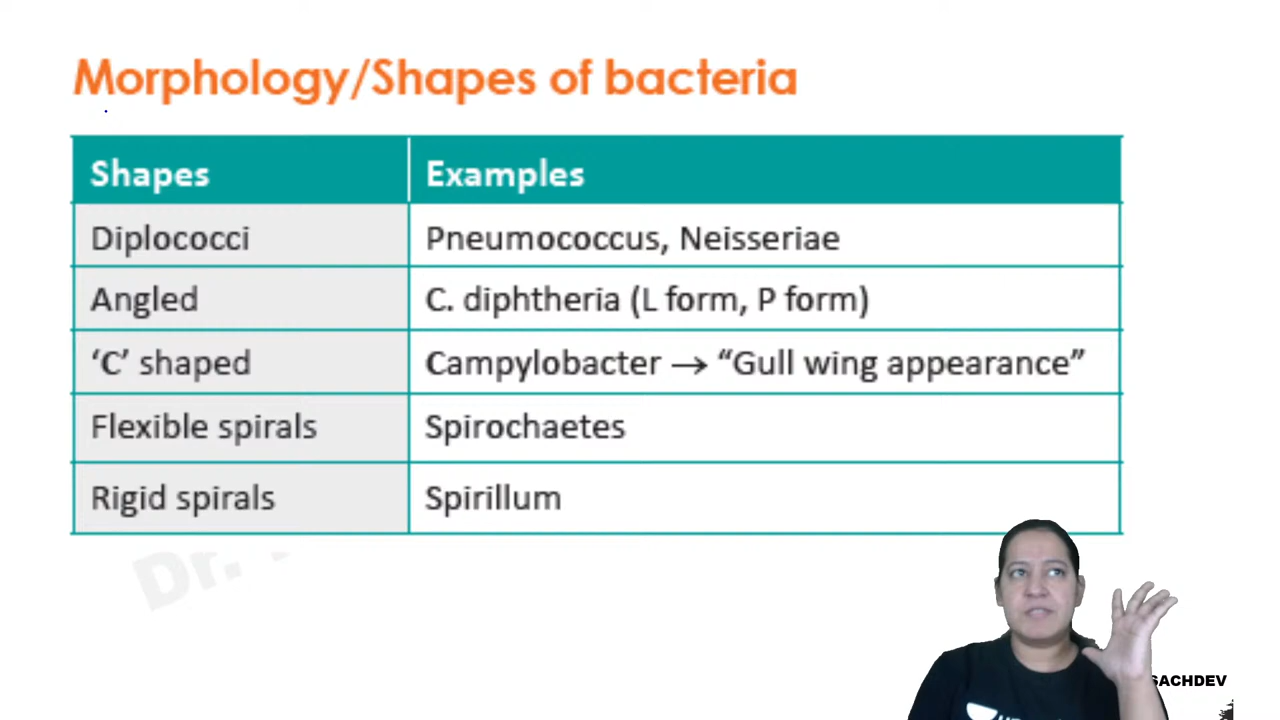 Morphology/Shapes of bacteria
Shapes Examples
Diplococci Pneumococcus, Neisseriae
Angled C. diphtheria (L form, P form)
‘C’ shaped Campylobacter → “Gull wing appearance”
Flexible spirals Spirochaetes
Rigid spirals Spirillum
Dr.
SACHDEV